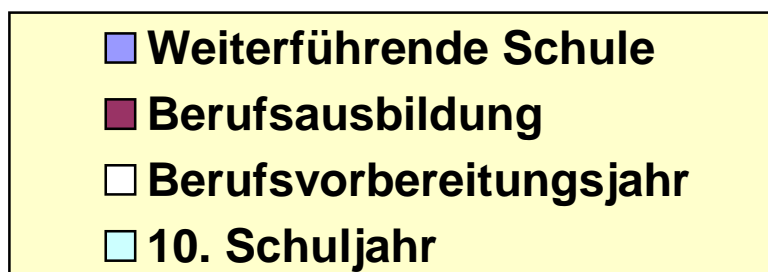 Weiterführende Schule
Berufsausbildung
Berufsvorbereitungsjahr
10. Schuljahr